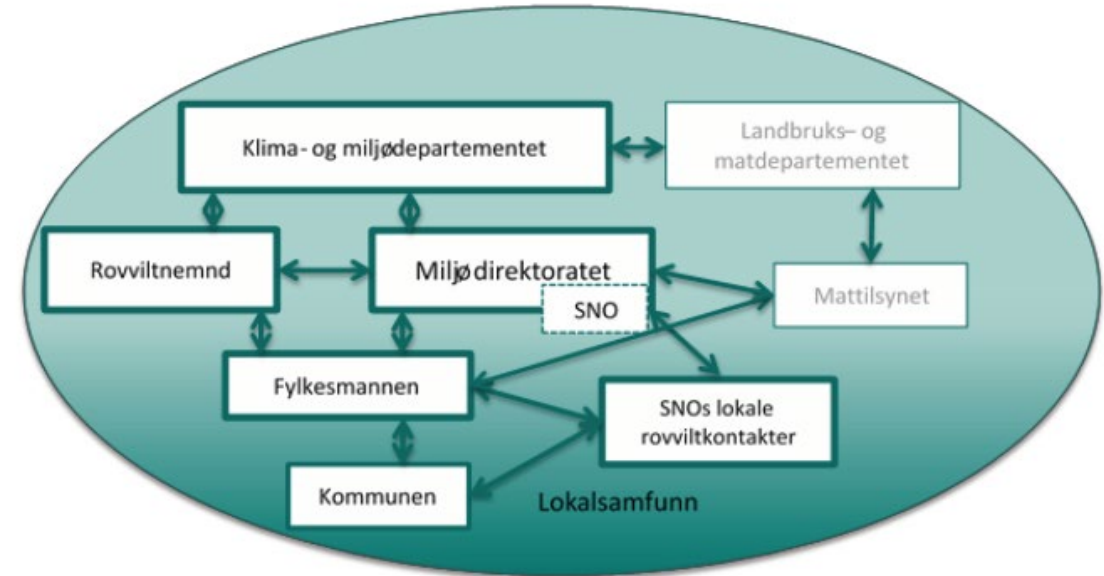 Klima- og miljødepartementet
Landbruks– og
matdepartementet
Rovviltnemnd
Miljødirektoratet
SNO
Mattilsynet
Fylkesmannen
SNOs lokale
rovviltkontakter
Kommunen
Lokalsamfunn